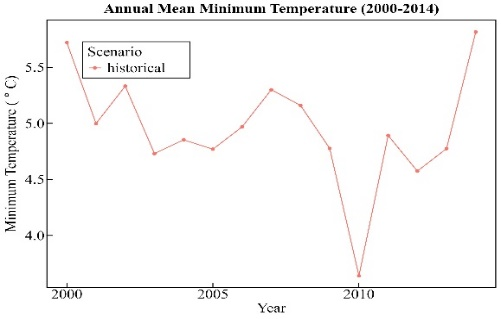 Annual Mean Minimum Temperature (2000-2014)
Scenario
historical
Minimum Temperature ( ° C)
5.5
5.0
4.5
4.0
2000
2005
2010
Year